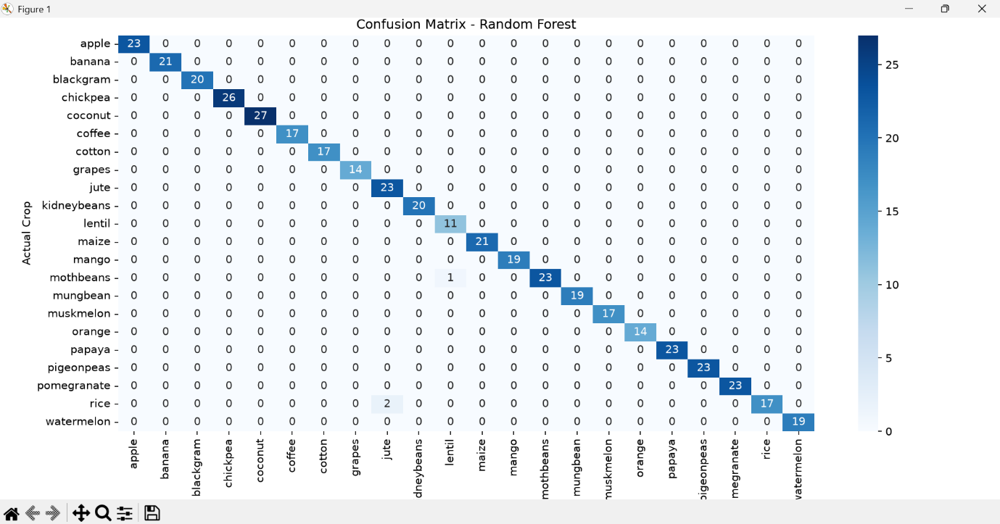 Figure 1
Confusion Matrix - Random Forest
apple 23 0 0 0 0 0 0 0 0 0 0 0 0 0 0 0 0 0 0 0 0 0
banana 0 21 0 0 0 0 0 0 0 0 0 0 0 0 0 0 0 0 0 0 0 0
blackgram 0 0 20 0 0 0 0 0 0 0 0 0 0 0 0 0 0 0 0 0 0 0
chickpea 0 0 0 26 0 0 0 0 0 0 0 0 0 0 0 0 0 0 0 0 0 0
coconut 0 0 0 0 27 0 0 0 0 0 0 0 0 0 0 0 0 0 0 0 0 0
coffee 0 0 0 0 0 17 0 0 0 0 0 0 0 0 0 0 0 0 0 0 0 0
cotton 0 0 0 0 0 0 17 0 0 0 0 0 0 0 0 0 0 0 0 0 0 0
grapes 0 0 0 0 0 0 0 14 0 0 0 0 0 0 0 0 0 0 0 0 0 0
jute 0 0 0 0 0 0 0 0 23 0 0 0 0 0 0 0 0 0 0 0 0 0
kidneybeans 0 0 0 0 0 0 0 0 0 20 0 0 0 0 0 0 0 0 0 0 0 0
lentil 0 0 0 0 0 0 0 0 0 0 11 0 0 0 0 0 0 0 0 0 0 0
maize 0 0 0 0 0 0 0 0 0 0 0 21 0 0 0 0 0 0 0 0 0 0
mango 0 0 0 0 0 0 0 0 0 0 0 0 19 0 0 0 0 0 0 0 0 0
mothbeans 0 0 0 0 0 0 0 0 0 0 1 0 0 23 0 0 0 0 0 0 0 0
mungbean 0 0 0 0 0 0 0 0 0 0 0 0 0 0 19 0 0 0 0 0 0 0
muskmelon 0 0 0 0 0 0 0 0 0 0 0 0 0 0 0 17 0 0 0 0 0 0
orange 0 0 0 0 0 0 0 0 0 0 0 0 0 0 0 0 14 0 0 0 0 0
papaya 0 0 0 0 0 0 0 0 0 0 0 0 0 0 0 0 0 23 0 0 0 0
pigeonpeas 0 0 0 0 0 0 0 0 0 0 0 0 0 0 0 0 0 0 23 0 0 0
pomegranate 0 0 0 0 0 0 0 0 0 0 0 0 0 0 0 0 0 0 0 23 0 0
rice 0 0 0 0 0 0 0 0 2 0 0 0 0 0 0 0 0 0 0 0 17 0
watermelon 0 0 0 0 0 0 0 0 0 0 0 0 0 0 0 0 0 0 0 0 0 19
Actual Crop
apple
banana
blackgram
chickpea
coconut
coffee
cotton
grapes
jute
dneybeans
lentil
maize
mango
mothbeans
mungbean
muskmelon
orange
papaya
pigeonpeas
megranate
rice
watermelon
25
20
15
10
5
0